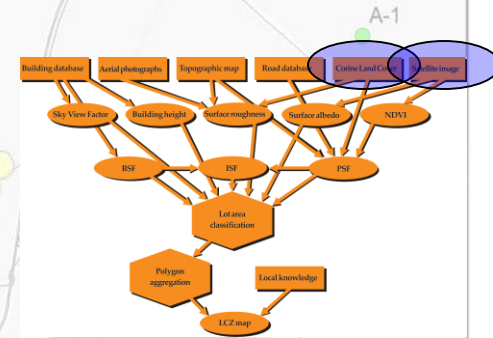 A-1
Building database
Aerial photographs
Topographic map
Road database
Corine Land Cover
Satellite image
Sky View Factor
Building height
Surface roughness
Surface albedo
NDVI
BSF
ISF
PSF
Lot area
classification
Polygon
aggregation
Local knowledge
LCZ map